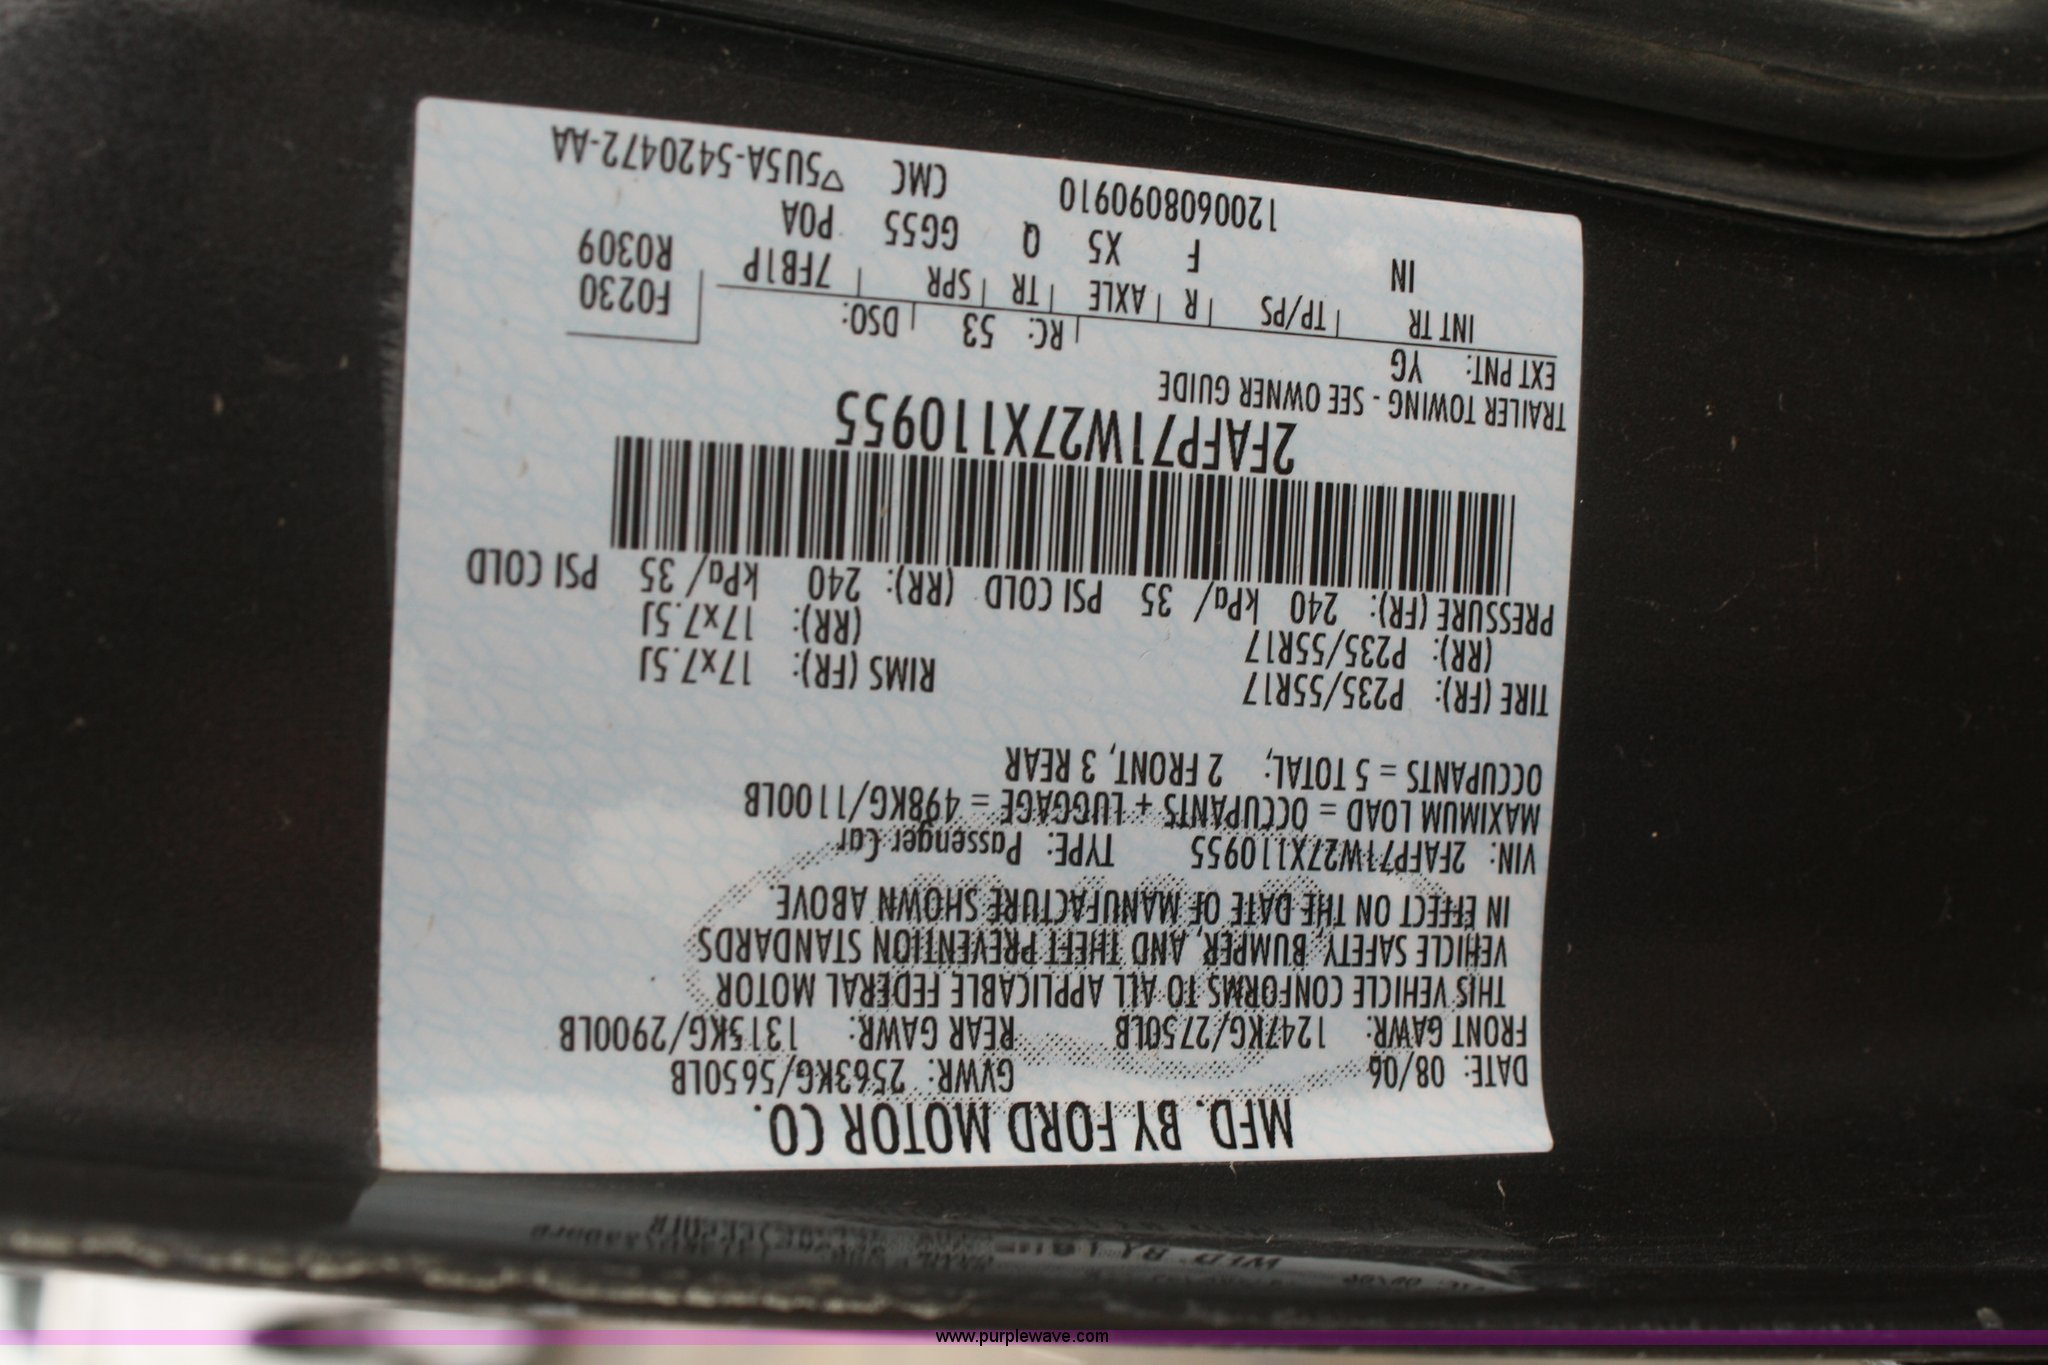 MFD. BY FORD MOTOR CO.
DATE: 08/06 GVWR: 2563KG/5650LB
FRONT GAWR: 1247KG/2750LB REAR GAWR: 1315KG/2900LB
THIS VEHICLE CONFORMS TO ALL APPLICABLE FEDERAL MOTOR
VEHICLE SAFETY, BUMPER, AND THEFT PREVENTION STANDARDS
IN EFFECT ON THE DATE OF MANUFACTURE SHOWN ABOVE.
VIN: 2FAFP71W27X110955 TYPE: Passenger Car
MAXIMUM LOAD = OCCUPANTS + LUGGAGE = 498KG/1100LB
OCCUPANTS = 5 TOTAL; 2 FRONT, 3 REAR
TIRE (FR): P235/55R17 RIMS (FR): 17x7.5J
(RR): P235/55R17 (RR): 17x7.5J
PRESSURE (FR): 240 kPa/ 35 PSI COLD (RR): 240 kPa/ 35 PSI COLD
2FAFP71W27X110955
TRAILER TOWING - SEE OWNER GUIDE
EXT PNT: YG RC: 53 DSO: F0230
INT TR TP/PS R AXLE TR SPR 7FB1P R0309
IN F X5 Q GG55 POA
12006080910 CMC ▽5U5A-5420472-AA
www.purplewave.com